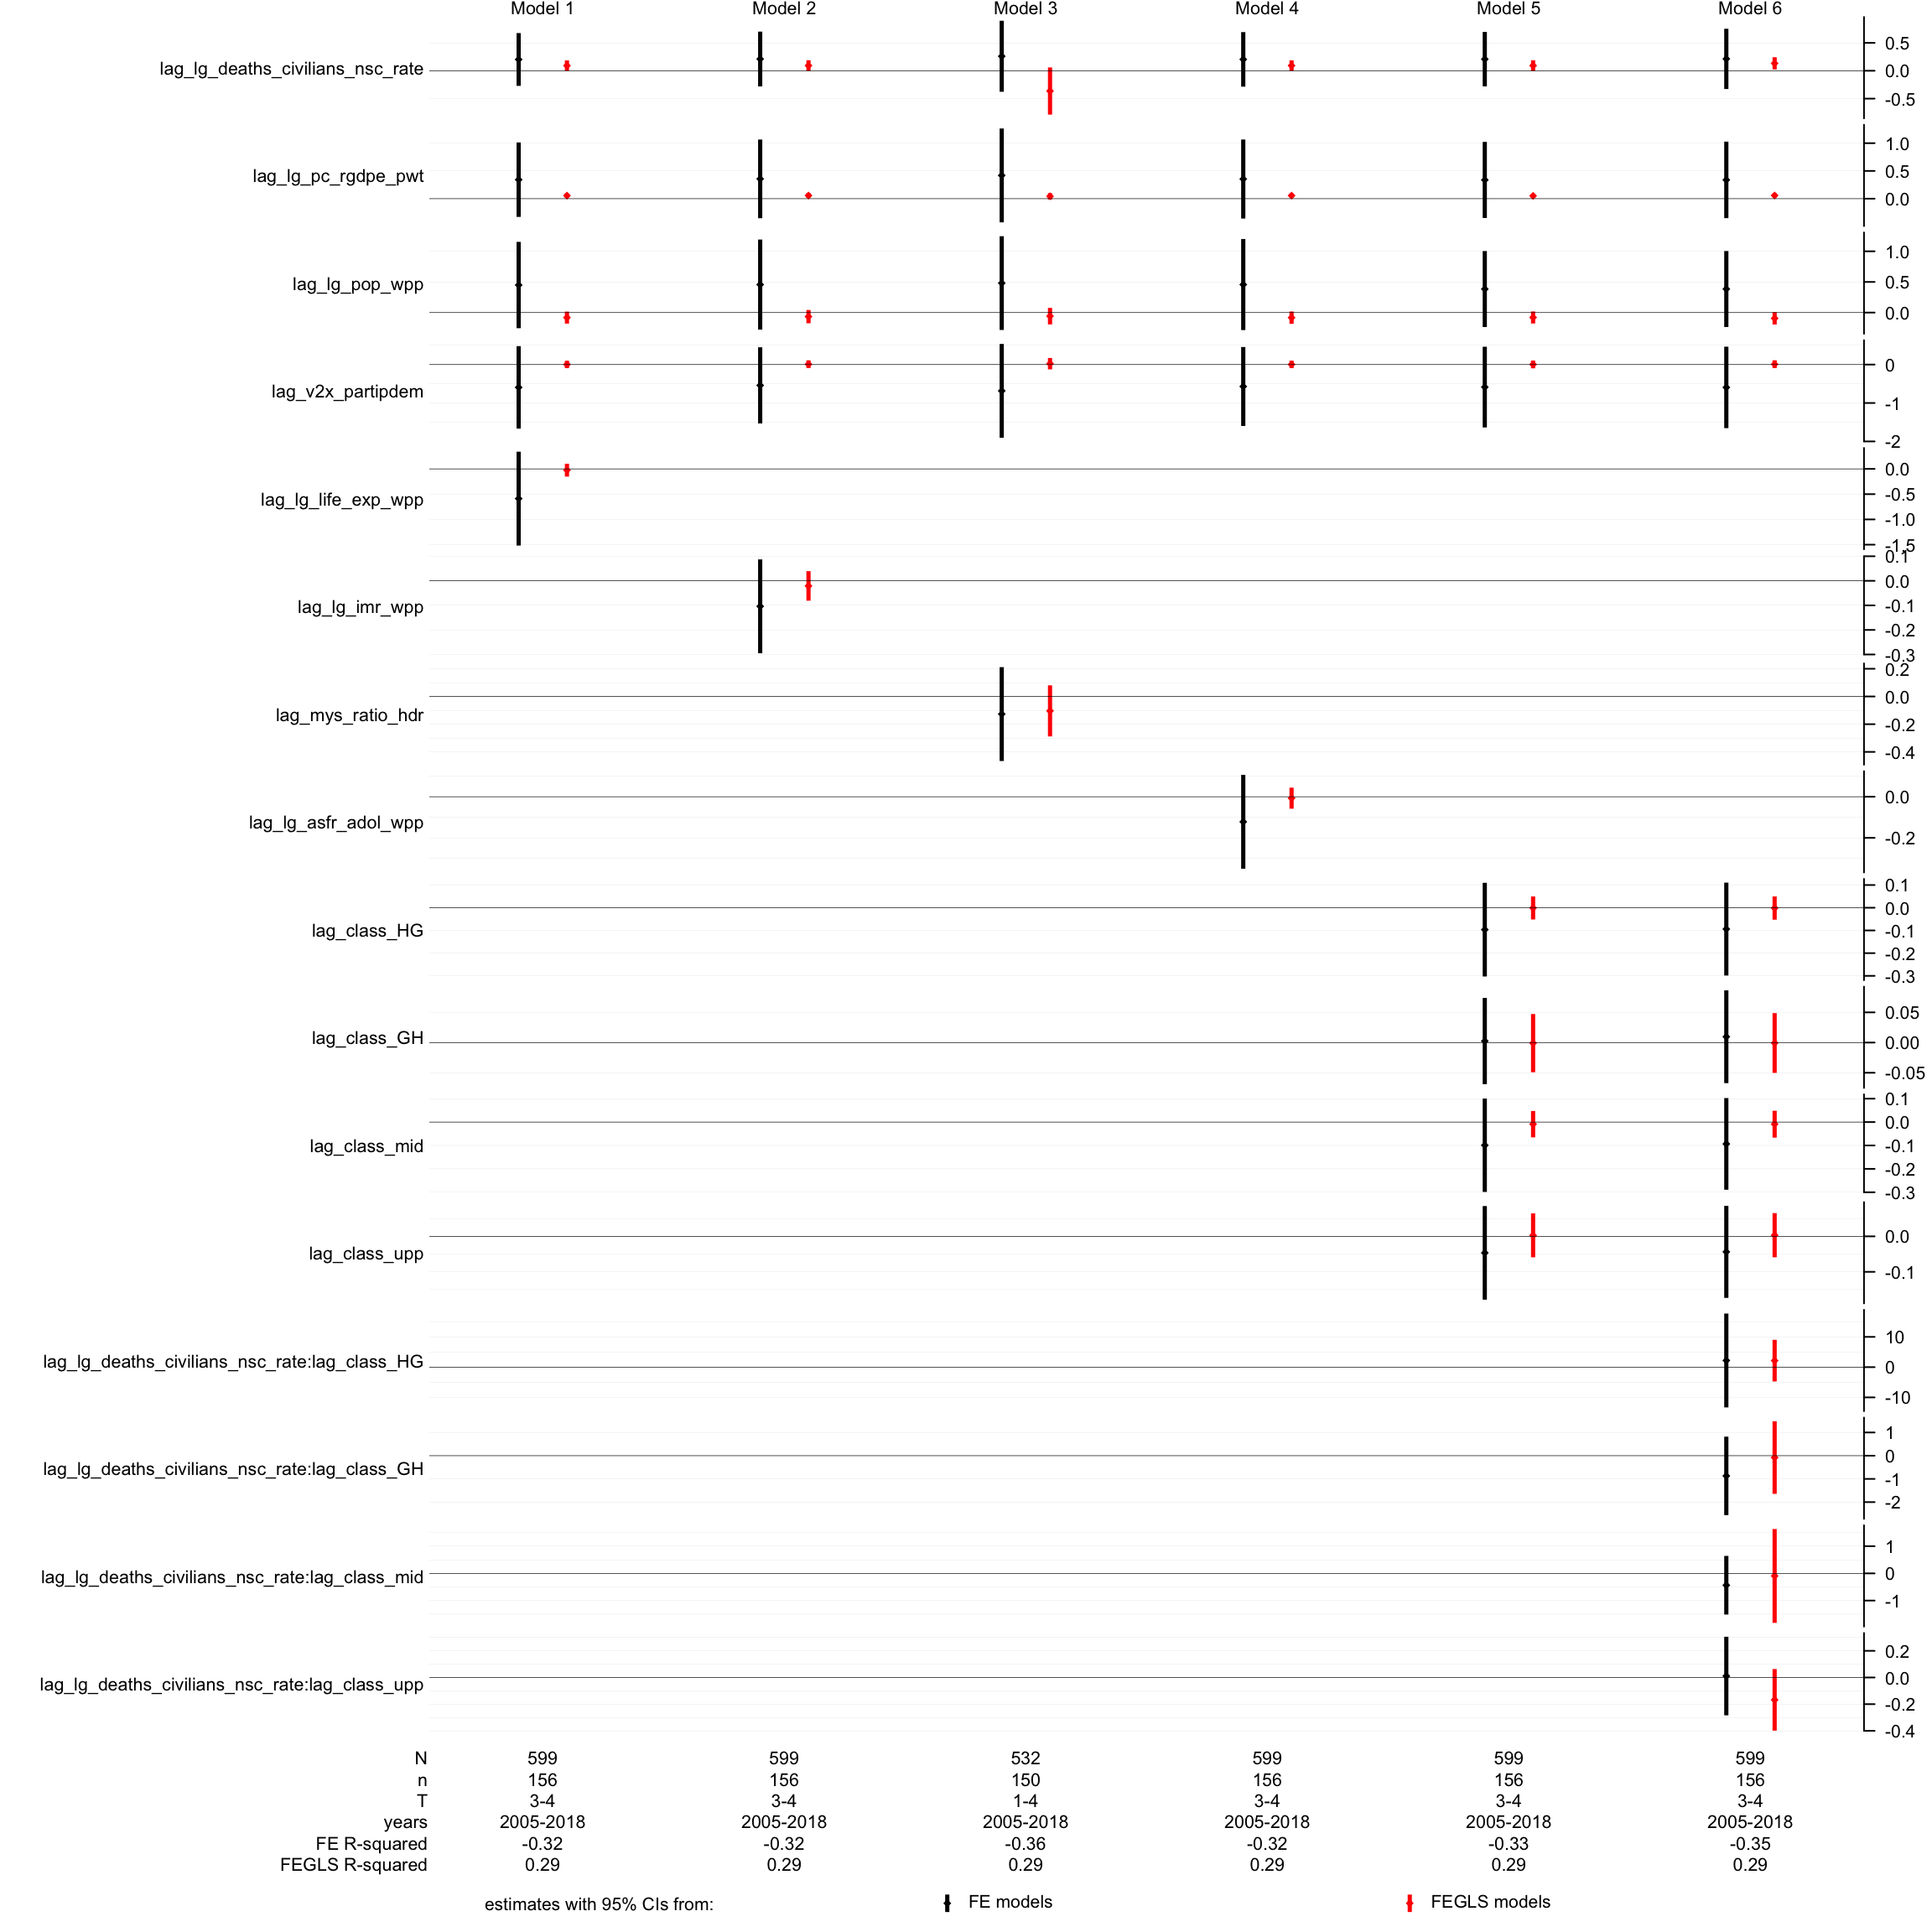 Model 1 Model 2 Model 3 Model 4 Model 5 Model 6
lag_lg_deaths_civilians_nsc_rate 0.5 0.0 -0.5
lag_lg_pc_rgdpe_pwt 1.0 0.5 0.0
lag_lg_pop_wpp 1.0 0.5 0.0
lag_v2x_partipdem 0 -1 -2
lag_lg_life_exp_wpp 0.0 -0.5 -1.0 -1.5
lag_lg_imr_wpp 0.1 0.0 -0.1 -0.2 -0.3
lag_mys_ratio_hdr 0.2 0.0 -0.2 -0.4
lag_lg_asfr_adol_wpp 0.0 -0.2
lag_class_HG 0.1 0.0 -0.1 -0.2 -0.3
lag_class_GH 0.05 0.00 -0.05
lag_class_mid 0.1 0.0 -0.1 -0.2 -0.3
lag_class_upp 0.0 -0.1
lag_lg_deaths_civilians_nsc_rate:lag_class_HG 10 0 -10
lag_lg_deaths_civilians_nsc_rate:lag_class_GH 1 0 -1 -2
lag_lg_deaths_civilians_nsc_rate:lag_class_mid 1 0 -1
lag_lg_deaths_civilians_nsc_rate:lag_class_upp 0.2 0.0 -0.2 -0.4
N 599 599 532 599 599 599
n 156 156 150 156 156 156
T 3-4 3-4 1-4 3-4 3-4 3-4
years 2005-2018 2005-2018 2005-2018 2005-2018 2005-2018 2005-2018
FE R-squared -0.32 -0.32 -0.36 -0.32 -0.33 -0.35
FEGLS R-squared 0.29 0.29 0.29 0.29 0.29 0.29
estimates with 95% CIs from: FE models FEGLS models